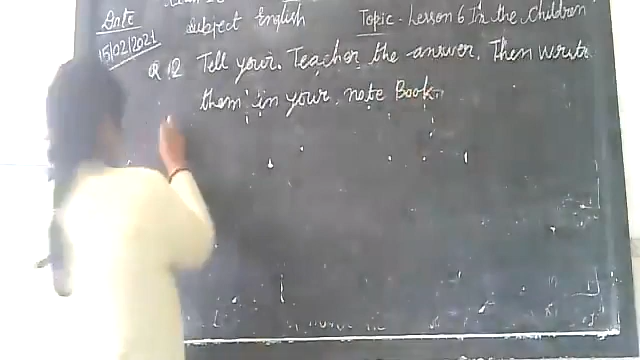 Date
15/02/2021
Subject English
Topic - Lesson 6 In the children
Q.12 Tell your. Teacher the answer. Then write
them in your note Book.